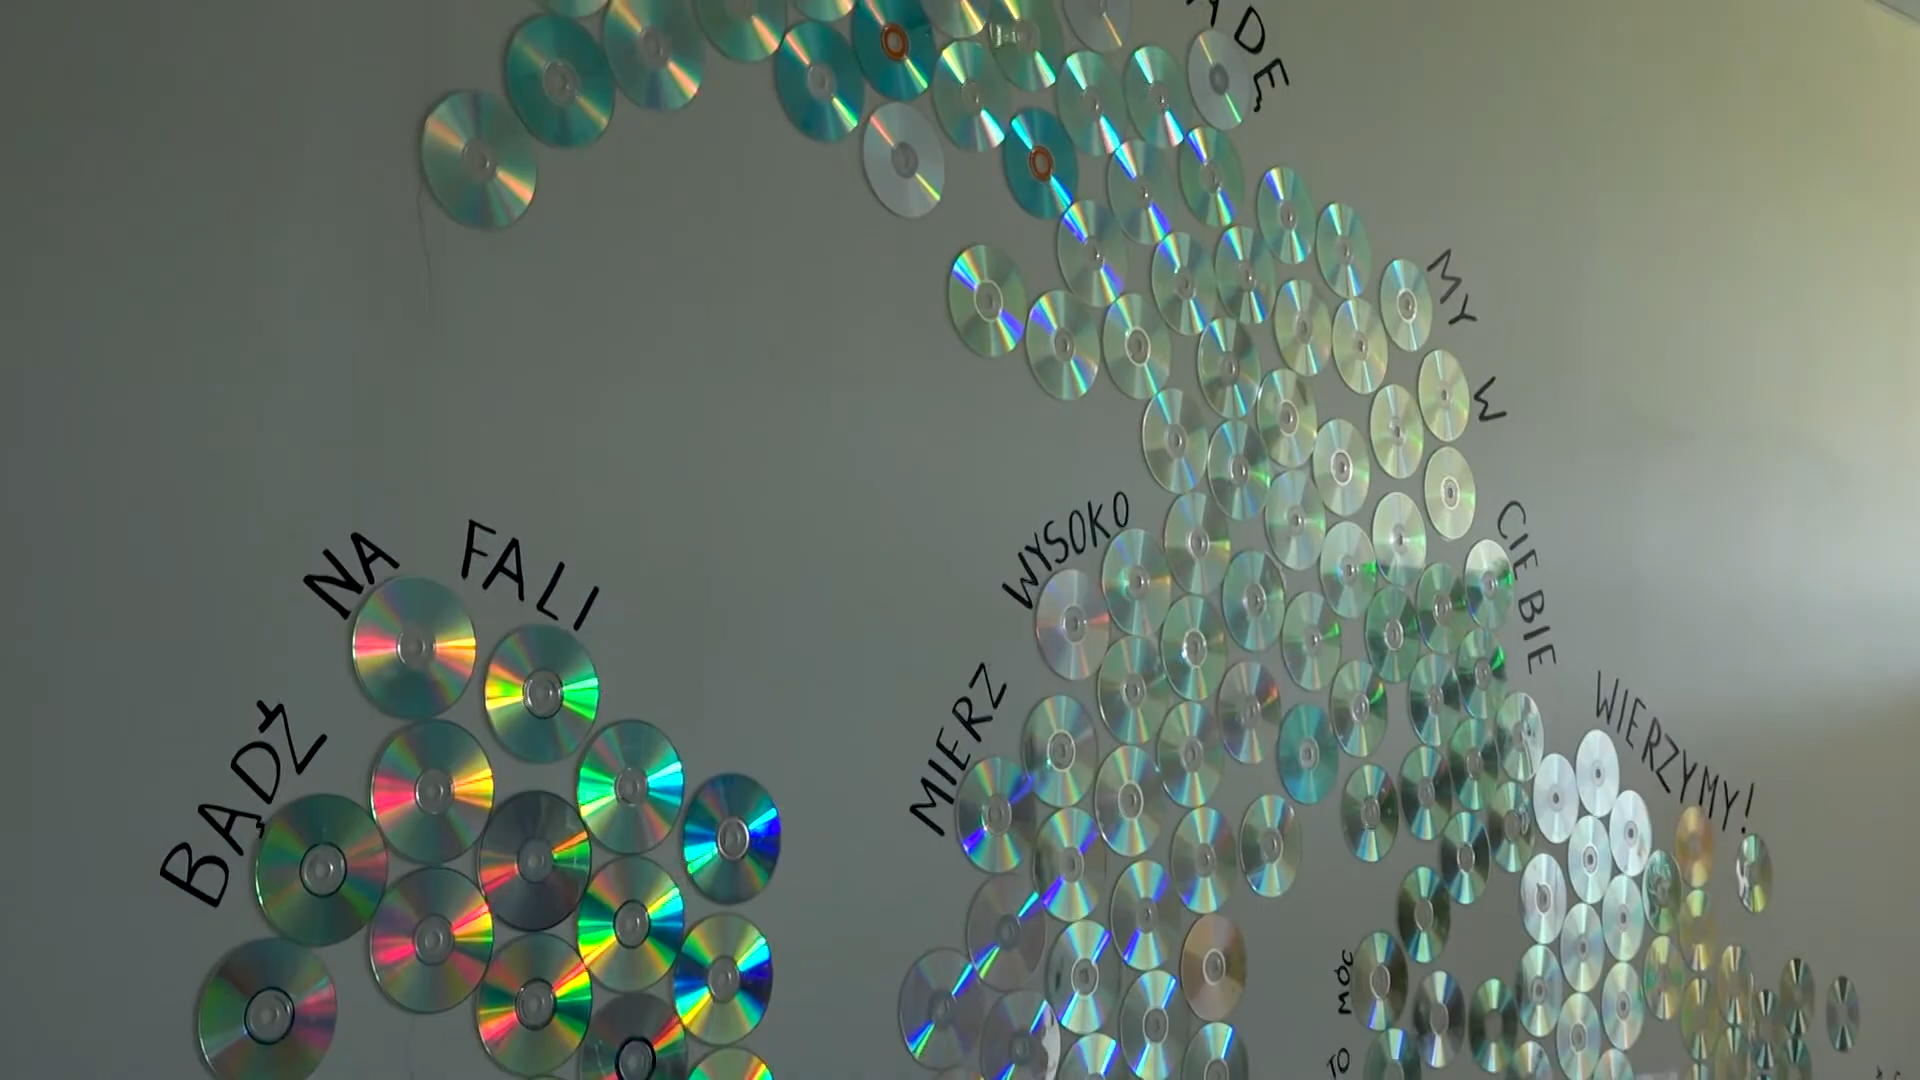 BĄDŹ
NA FALI
MIERZ
WYSOKO
MY W
CIEBIE
WIERZYMY!
TO MOC